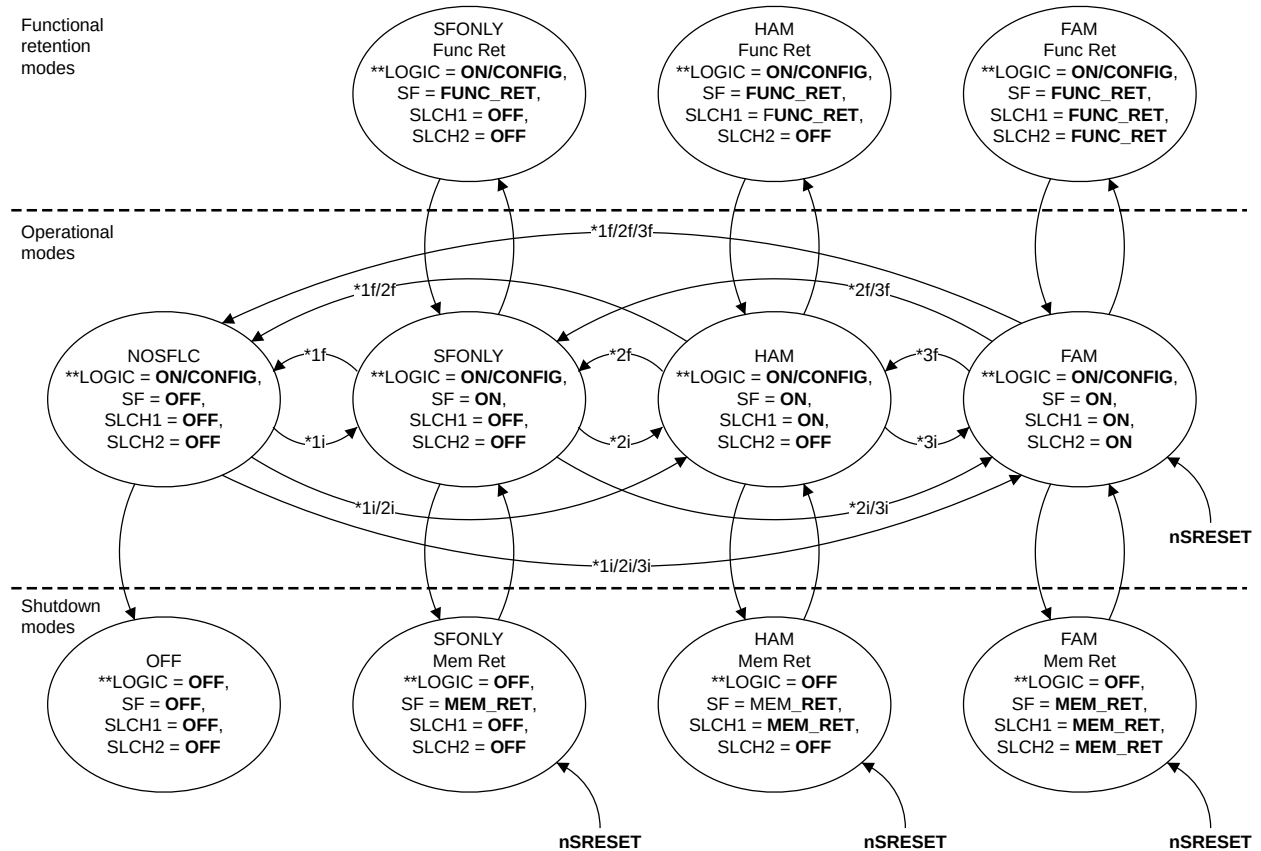 Functional
retention
modes
SFONLY
Func Ret
**LOGIC = ON/CONFIG,
SF = FUNC_RET,
SLCH1 = OFF,
SLCH2 = OFF
HAM
Func Ret
**LOGIC = ON/CONFIG,
SF = FUNC_RET,
SLCH1 = FUNC_RET,
SLCH2 = OFF
FAM
Func Ret
**LOGIC = ON/CONFIG,
SF = FUNC_RET,
SLCH1 = FUNC_RET,
SLCH2 = FUNC_RET
Operational
modes
*1f/2f/3f
*1f/2f
*2f/3f
NOSFLC
**LOGIC = ON/CONFIG,
SF = OFF,
SLCH1 = OFF,
SLCH2 = OFF
*1f
*1i
SFONLY
**LOGIC = ON/CONFIG,
SF = ON,
SLCH1 = OFF,
SLCH2 = OFF
*2f
*2i
HAM
**LOGIC = ON/CONFIG,
SF = ON,
SLCH1 = ON,
SLCH2 = OFF
*3f
*3i
FAM
**LOGIC = ON/CONFIG,
SF = ON,
SLCH1 = ON,
SLCH2 = ON
*1i/2i
*2i/3i
nSRESET
*1i/2i/3i
Shutdown
modes
OFF
**LOGIC = OFF,
SF = OFF,
SLCH1 = OFF,
SLCH2 = OFF
SFONLY
Mem Ret
**LOGIC = OFF,
SF = MEM_RET,
SLCH1 = OFF,
SLCH2 = OFF
HAM
Mem Ret
**LOGIC = OFF
SF = MEM_RET,
SLCH1 = MEM_RET,
SLCH2 = OFF
FAM
Mem Ret
**LOGIC = OFF,
SF = MEM_RET,
SLCH1 = MEM_RET,
SLCH2 = MEM_RET
nSRESET
nSRESET
nSRESET